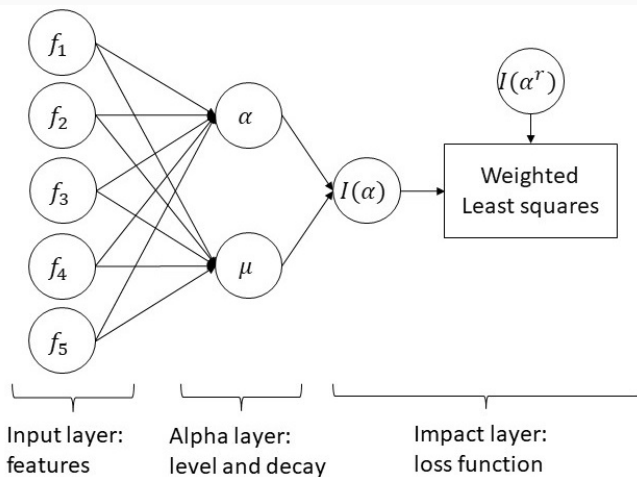 f₁
f₂
f₃
f₄
f₅
α
μ
I(α)
I(αʳ)
Weighted
Least squares
Input layer:
features
Alpha layer:
level and decay
Impact layer:
loss function